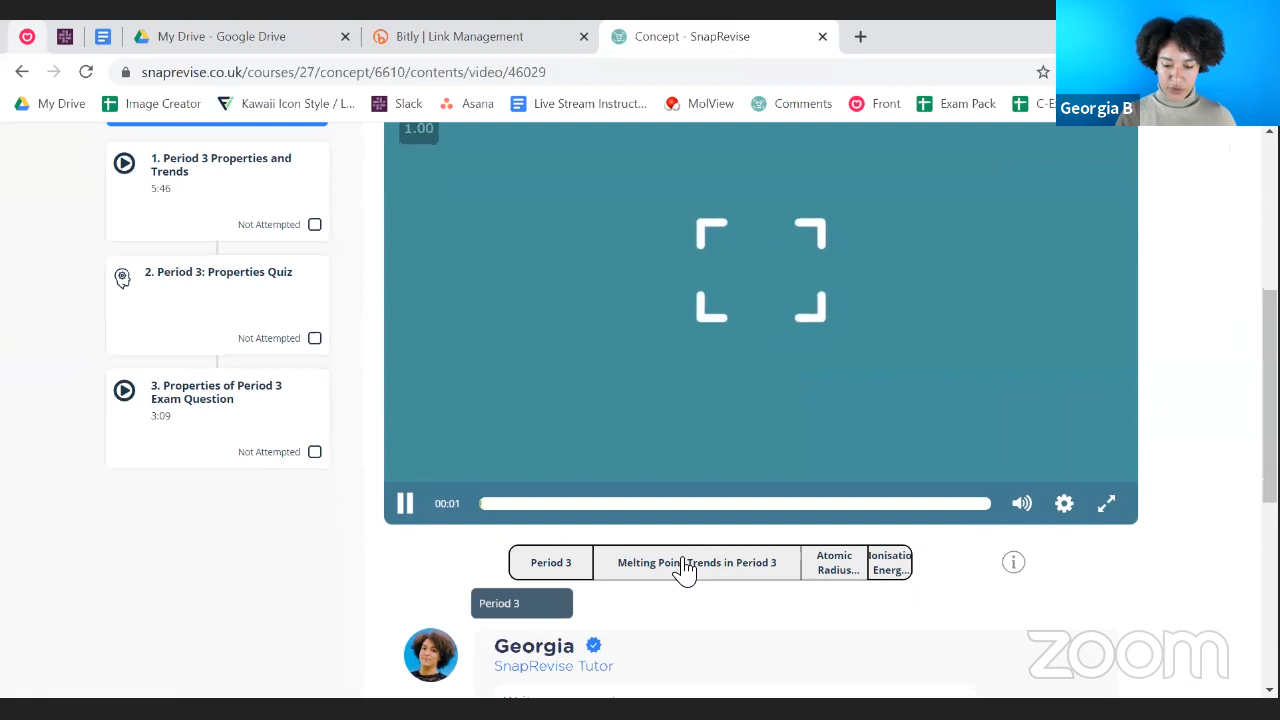 My Drive - Google Drive
Bitly | Link Management
Concept - SnapRevise
snaprevise.co.uk/courses/27/concept/6610/contents/video/46029
My Drive
Image Creator
Kawaii Icon Style / L...
Slack
Asana
Live Stream Instruct...
MolView
Comments
Front
Exam Pack
Georgia B
1.00
1. Period 3 Properties and
Trends
5:46
Not Attempted
2. Period 3: Properties Quiz
Not Attempted
3. Properties of Period 3
Exam Question
3:09
Not Attempted
00:01
Period 3
Melting Point Trends in Period 3
Atomic
Radius...
Ionisatio
Energ...
Period 3
Georgia
SnapRevise Tutor
zoom